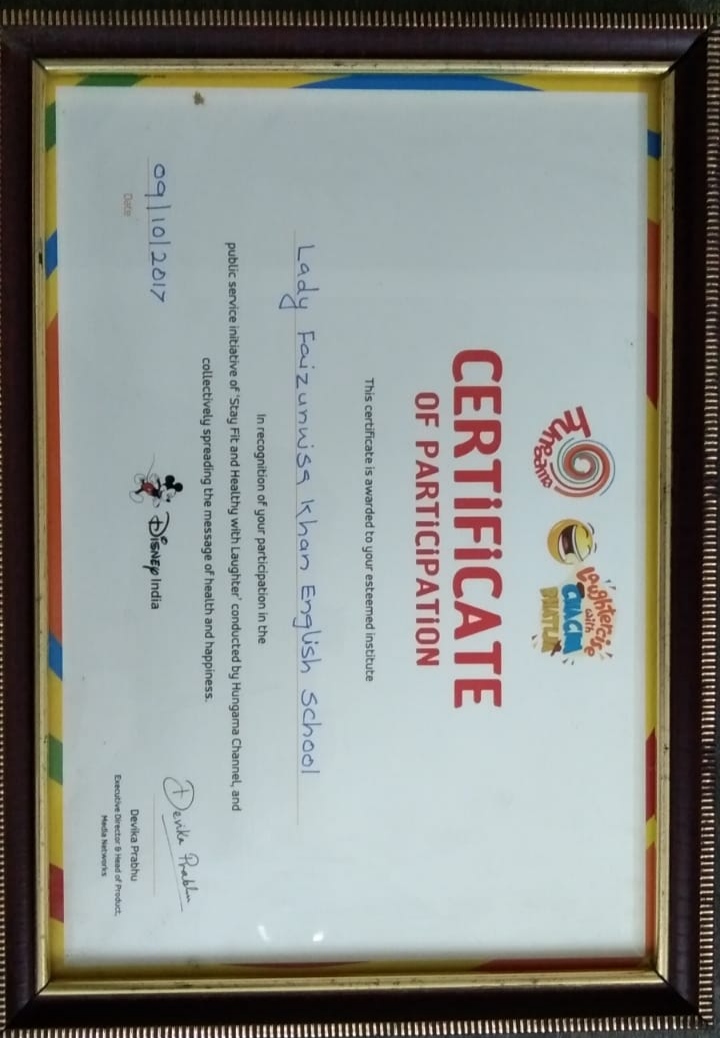 hungama
Laughtercise
with
CHACHA
BHATIJA
CERTiFiCATE
OF PARTiCiPATiON
This certificate is awarded to your esteemed institute
Lady Faizunnisa Khan English School
In recognition of your participation in the
public service initiative of 'Stay Fit and Healthy with Laughter' conducted by Hungama Channel, and
collectively spreading the message of health and happiness.
Devika Prabhu
09/10/2017
Disney India
Date
Devika Prabhu
Executive Director & Head of Product,
Media Networks